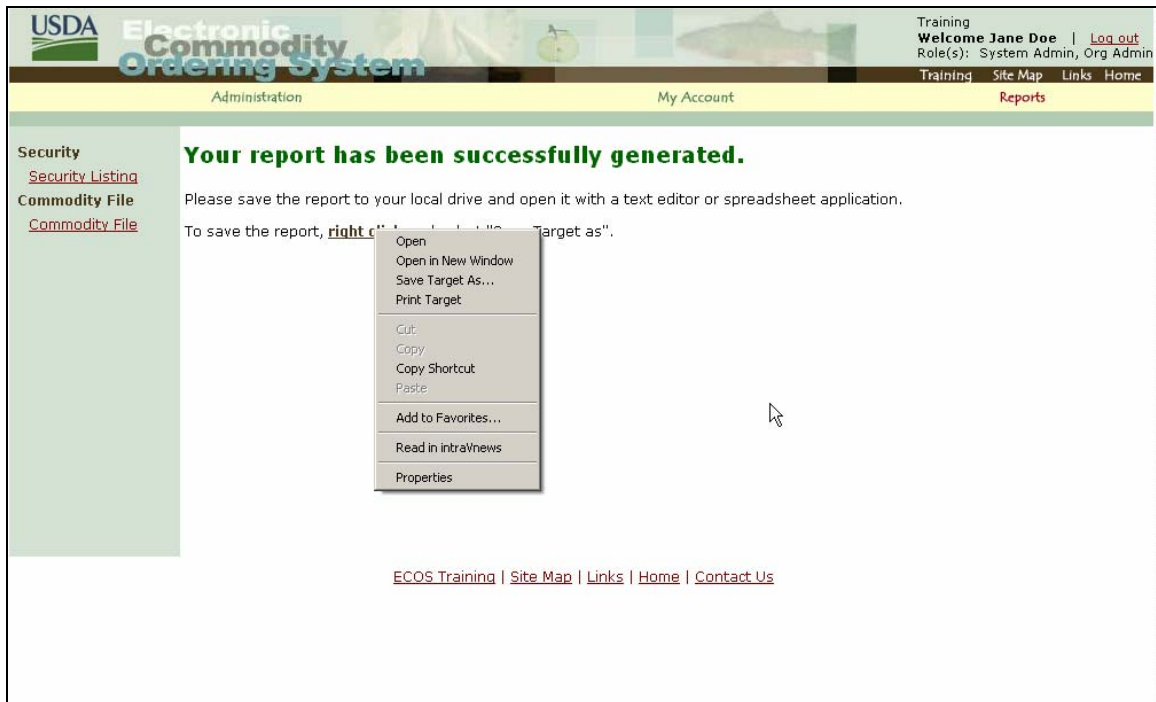 USDA
Electronic
Commodity
Ordering System
Training
Welcome Jane Doe | Log out
Role(s): System Admin, Org Admin
Training Site Map Links Home
Administration My Account Reports
Security
Security Listing
Commodity File
Commodity File
Your report has been successfully generated.
Please save the report to your local drive and open it with a text editor or spreadsheet application.
To save the report, right Target as".
Open
Open in New Window
Save Target As...
Print Target
Cut
Copy
Copy Shortcut
Paste
Add to Favorites...
Read in intraVnews
Properties
ECOS Training | Site Map | Links | Home | Contact Us